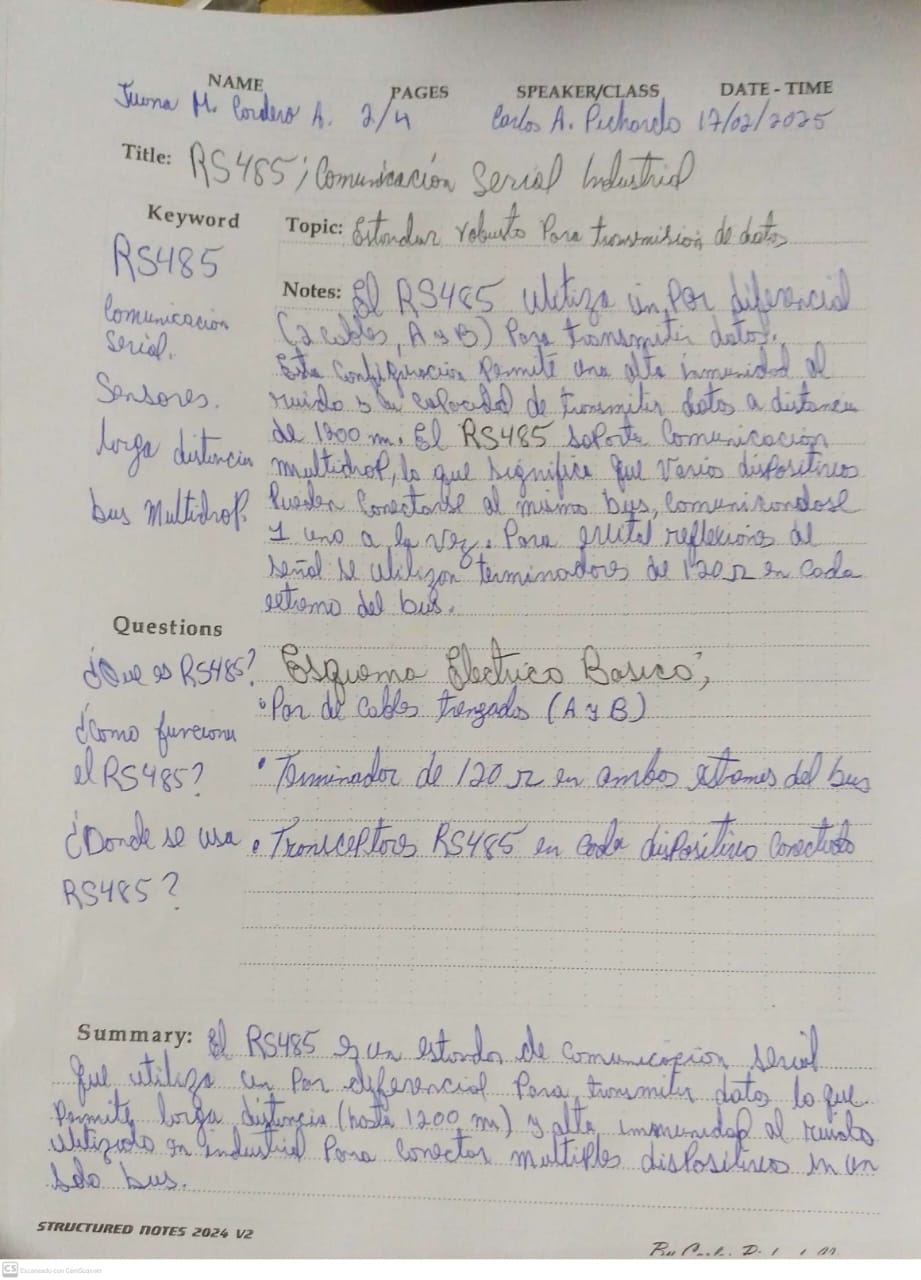 NAME PAGES SPEAKER/CLASS DATE - TIME
Juana M. Cordero A. 2/4 Carlos A. Pichardo 17/02/2025
Title: RS485; Comunicación Serial Industrial
Keyword
Topic: Estandar robusto Para transmisión de datos
RS485
Comunicacion
Serial.
Sensores.
larga distancia
bus Multidrop.
Notes: El RS485 utiliza un Par diferencial
(2 cables, A y B) Para transmitir datos.
Esta Configuracion Permite una alta inmunidad al
ruido y la capacidad de transmitir datos a distancia
de 1200 m. El RS485 soporta Comunicacion
multidrop, lo que significa que varios dispositivos
Pueden Conectarse al mismo bus, comunicandose
1 uno a la vez. Para evitar reflexiones de
señal se utilizan terminadores de 120 Ω en cada
extremo del bus.
Questions
¿Que es RS485?
¿Como funciona
el RS485?
¿Donde se usa
RS485?
Esquema Electrico Basico;
• Par de Cables trenzados (A y B)
• Terminador de 120 Ω en ambos extremos del bus
• Transceptores RS485 en cada dispositivo conectado
Summary: El RS485 es un estandar de comunicacion serial
que utiliza un Par diferencial Para transmitir datos lo que
Permite larga distancia (hasta 1200 m) y alta inmunidad al ruido
utilizado en industrial Para conectar multiples dispositivos en un
solo bus.
STRUCTURED NOTES 2024 V2
CS Escaneado con CamScanner